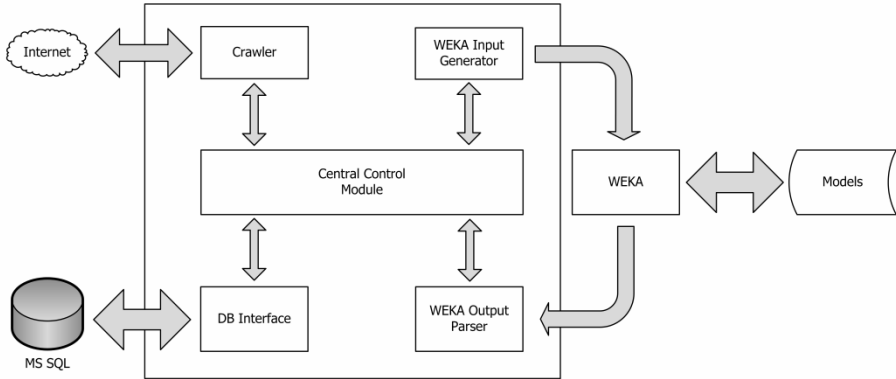 Internet
Crawler
WEKA Input
Generator
Central Control
Module
WEKA
Models
DB Interface
WEKA Output
Parser
MS SQL